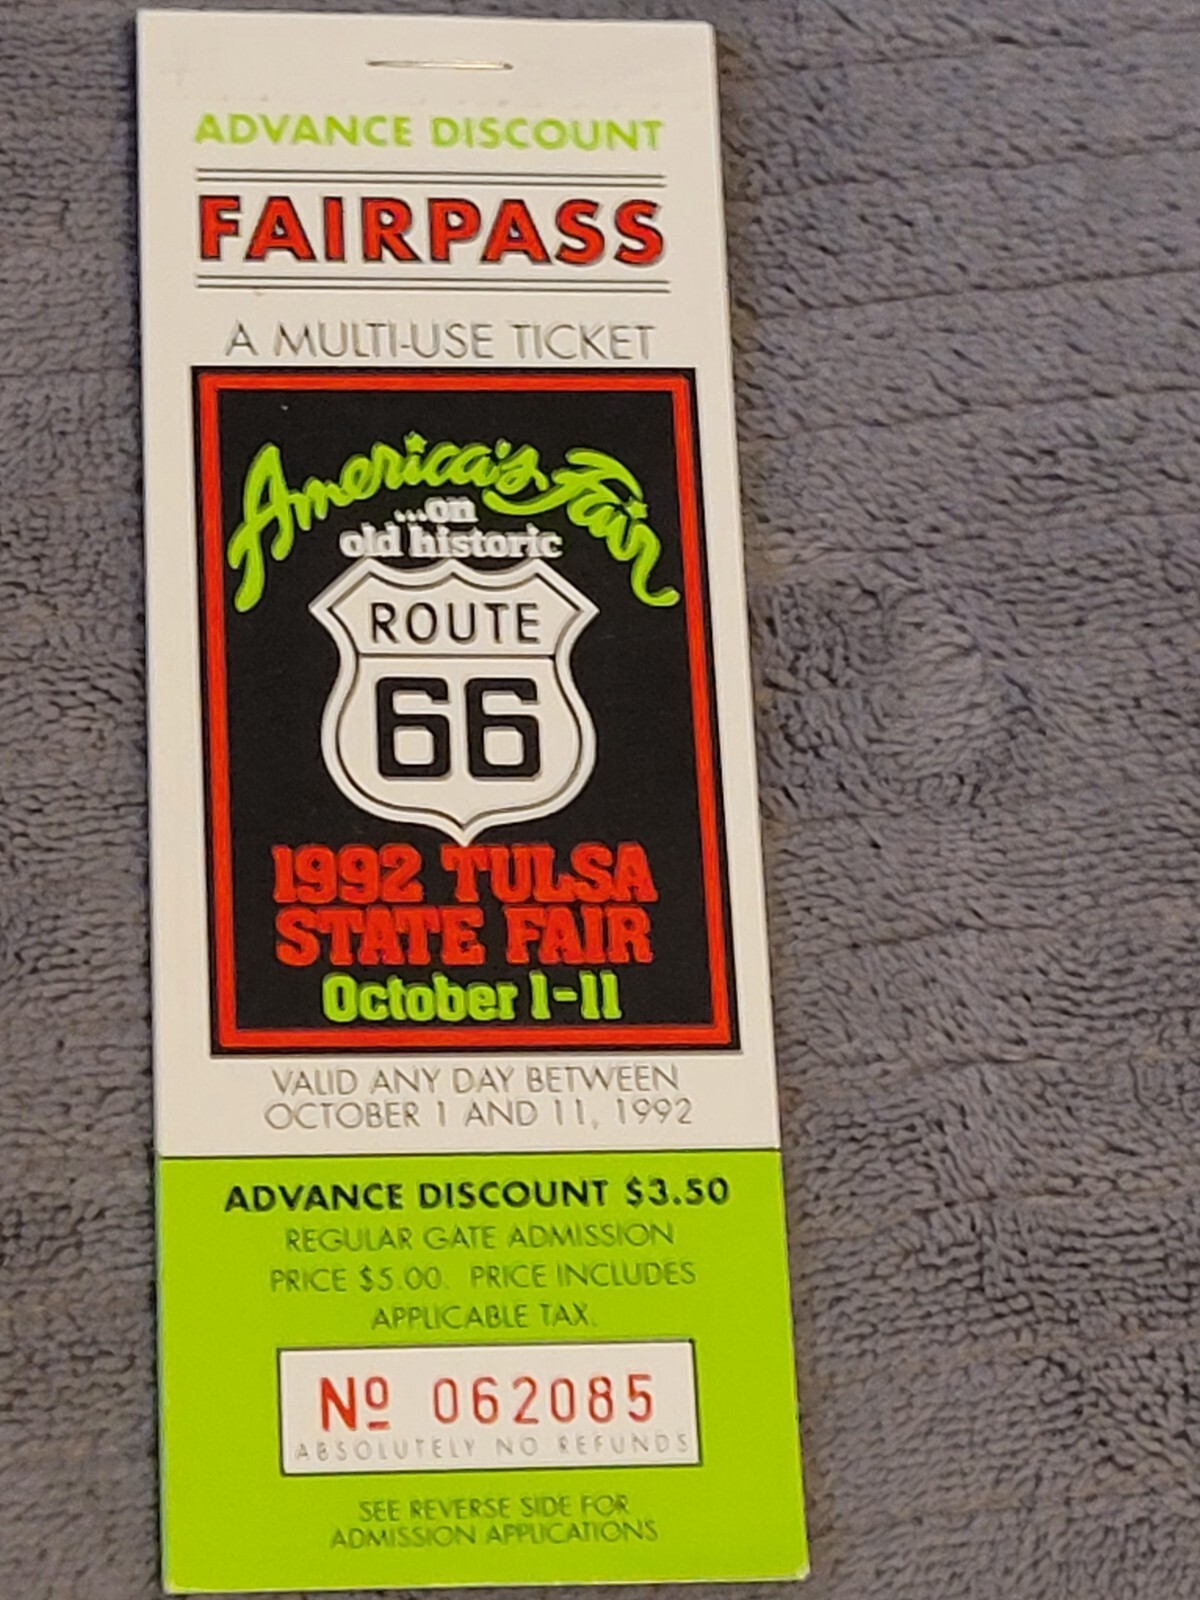 ADVANCE DISCOUNT
FAIRPASS
A MULTI-USE TICKET
America's Fair
...on
old historic
ROUTE
66
1992 TULSA
STATE FAIR
October 1-11
VALID ANY DAY BETWEEN
OCTOBER 1 AND 11, 1992
ADVANCE DISCOUNT $3.50
REGULAR GATE ADMISSION
PRICE $5.00. PRICE INCLUDES
APPLICABLE TAX.
Nº 062085
ABSOLUTELY NO REFUNDS
SEE REVERSE SIDE FOR
ADMISSION APPLICATIONS